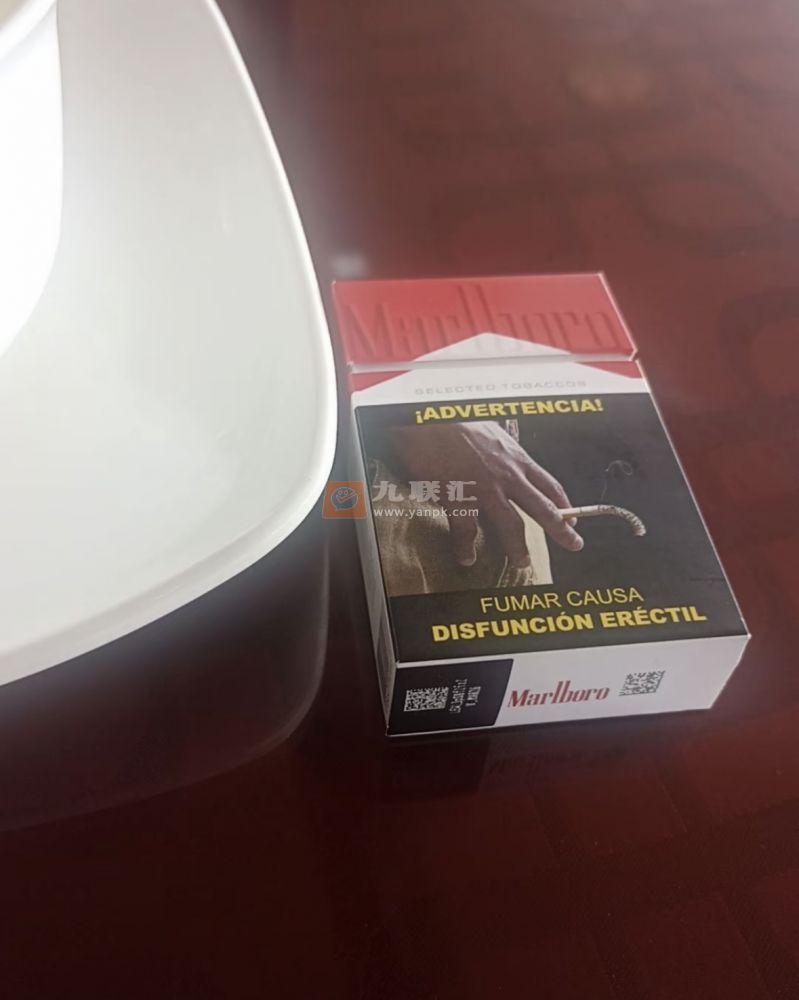 Marlboro
SELECTED TOBACCOS
¡ADVERTENCIA!
九联汇
www.yanpk.com
FUMAR CAUSA
DISFUNCIÓN ERÉCTIL
Marlboro